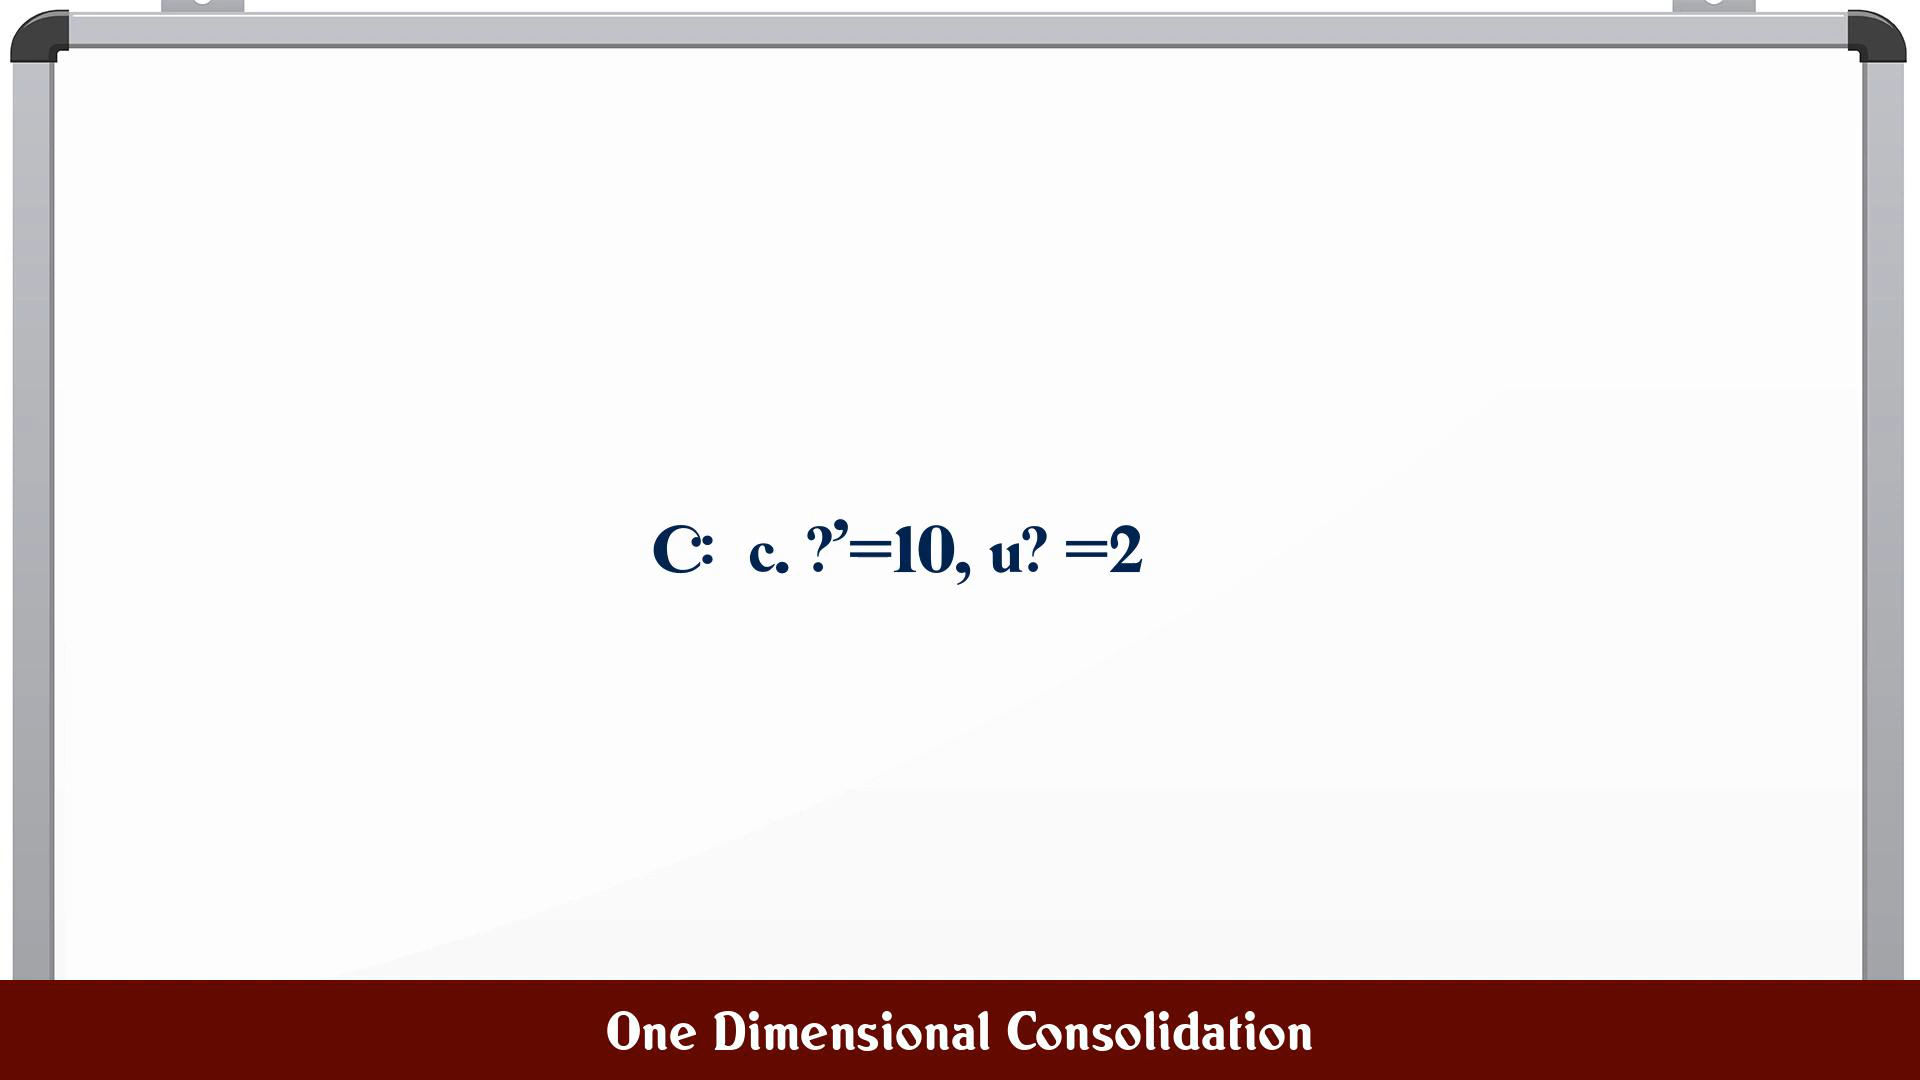 C: c. ?’=10, u? =2
One Dimensional Consolidation